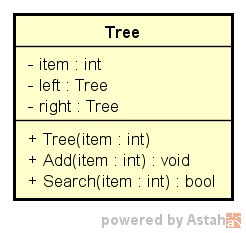 Tree
- item : int
- left : Tree
- right : Tree
+ Tree(item : int)
+ Add(item : int) : void
+ Search(item : int) : bool
powered by Astah